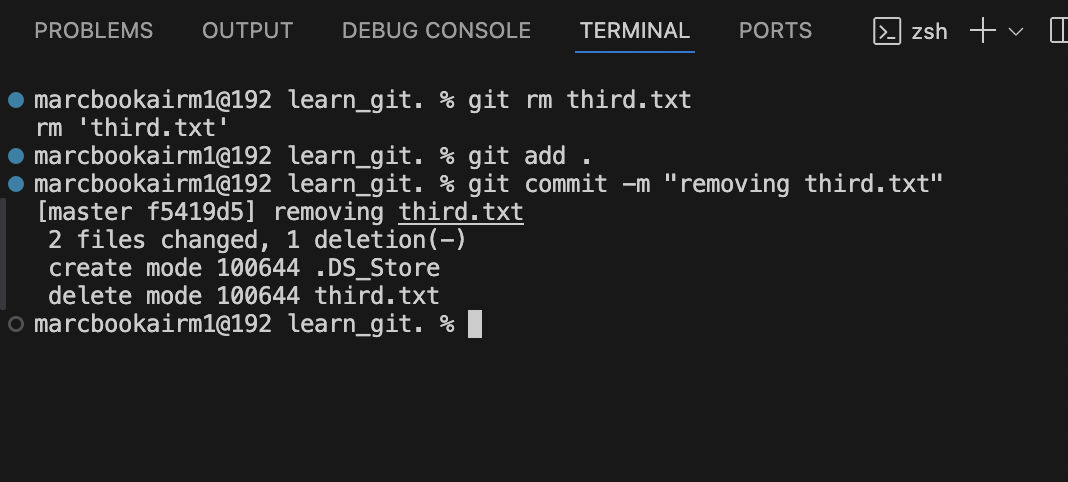 PROBLEMS OUTPUT DEBUG CONSOLE TERMINAL PORTS zsh
marcbookairm1@192 learn_git. % git rm third.txt
rm 'third.txt'
marcbookairm1@192 learn_git. % git add .
marcbookairm1@192 learn_git. % git commit -m "removing third.txt"
[master f5419d5] removing third.txt
 2 files changed, 1 deletion(-)
 create mode 100644 .DS_Store
 delete mode 100644 third.txt
marcbookairm1@192 learn_git. %